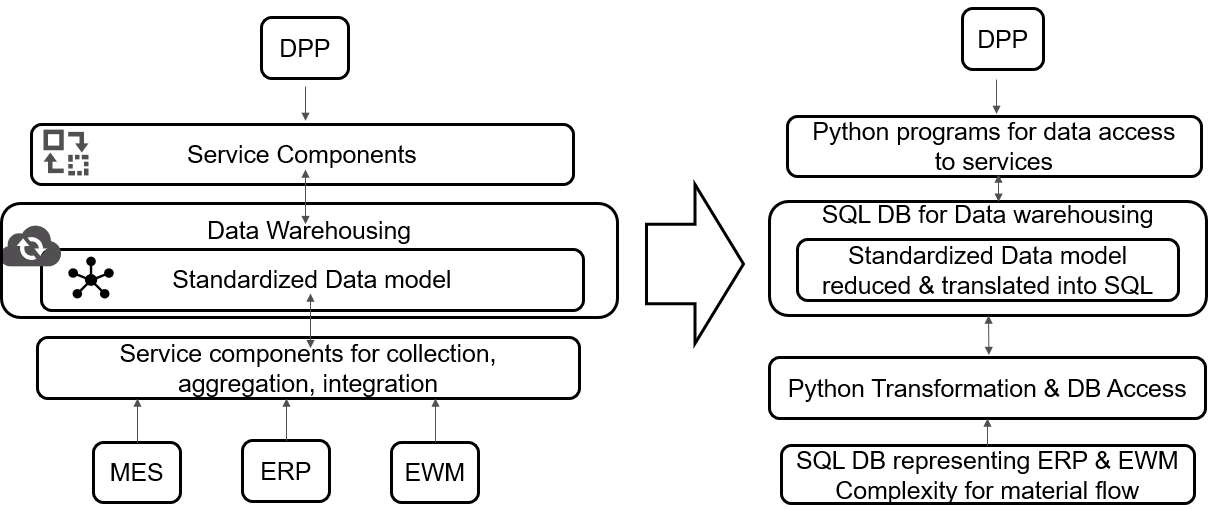 DPP
Service Components
Data Warehousing
Standardized Data model
Service components for collection,
aggregation, integration
MES
ERP
EWM
DPP
Python programs for data access
to services
SQL DB for Data warehousing
Standardized Data model
reduced & translated into SQL
Python Transformation & DB Access
SQL DB representing ERP & EWM
Complexity for material flow